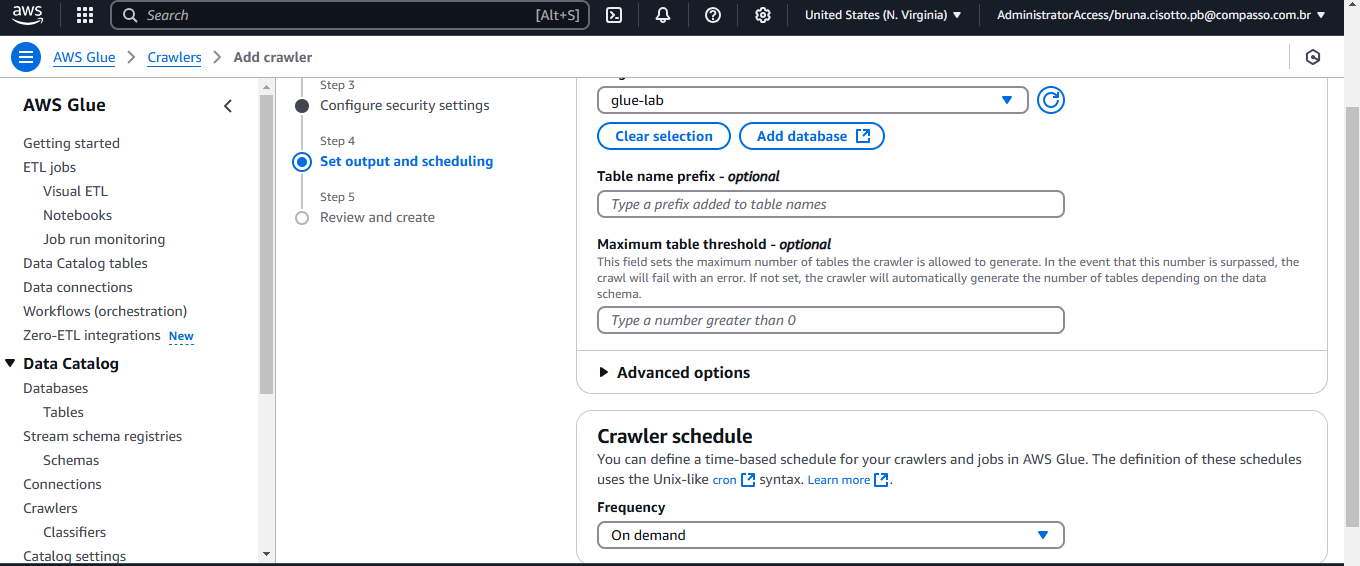 aws
Search
[Alt+S]
United States (N. Virginia)
AdministratorAccess/bruna.cisotto.pb@compasso.com.br
AWS Glue
Crawlers
Add crawler
AWS Glue
Getting started
ETL jobs
Visual ETL
Notebooks
Job run monitoring
Data Catalog tables
Data connections
Workflows (orchestration)
Zero-ETL integrations New
Data Catalog
Databases
Tables
Stream schema registries
Schemas
Connections
Crawlers
Classifiers
Catalog settings
Step 3
Configure security settings
Step 4
Set output and scheduling
Step 5
Review and create
glue-lab
Clear selection
Add database
Table name prefix - optional
Type a prefix added to table names
Maximum table threshold - optional
This field sets the maximum number of tables the crawler is allowed to generate. In the event that this number is surpassed, the
crawl will fail with an error. If not set, the crawler will automatically generate the number of tables depending on the data
schema.
Type a number greater than 0
Advanced options
Crawler schedule
You can define a time-based schedule for your crawlers and jobs in AWS Glue. The definition of these schedules
uses the Unix-like cron syntax. Learn more.
Frequency
On demand